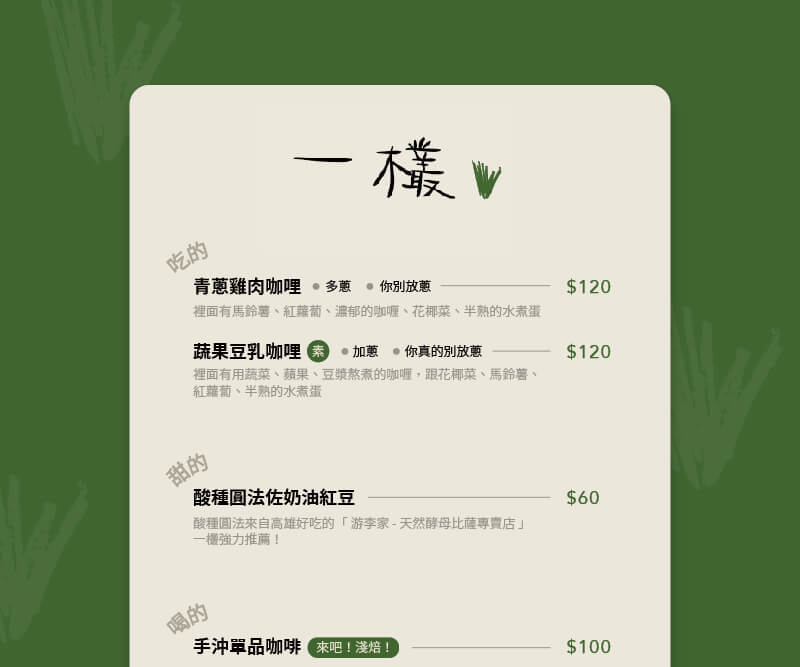 一欉
吃的
青蔥雞肉咖哩 ● 多蔥 ● 你別放蔥 $120
裡面有馬鈴薯、紅蘿蔔、濃郁的咖喱、花椰菜、半熟的水煮蛋
蔬果豆乳咖哩 素 ● 加蔥 ● 你真的別放蔥 $120
裡面有用蔬菜、蘋果、豆漿熬煮的咖喱，跟花椰菜、馬鈴薯、
紅蘿蔔、半熟的水煮蛋
甜的
酸種圓法佐奶油紅豆 $60
酸種圓法來自高雄好吃的「 游李家 - 天然酵母比薩專賣店 」
一欉強力推薦！
喝的
手沖單品咖啡 來吧！淺焙！ $100